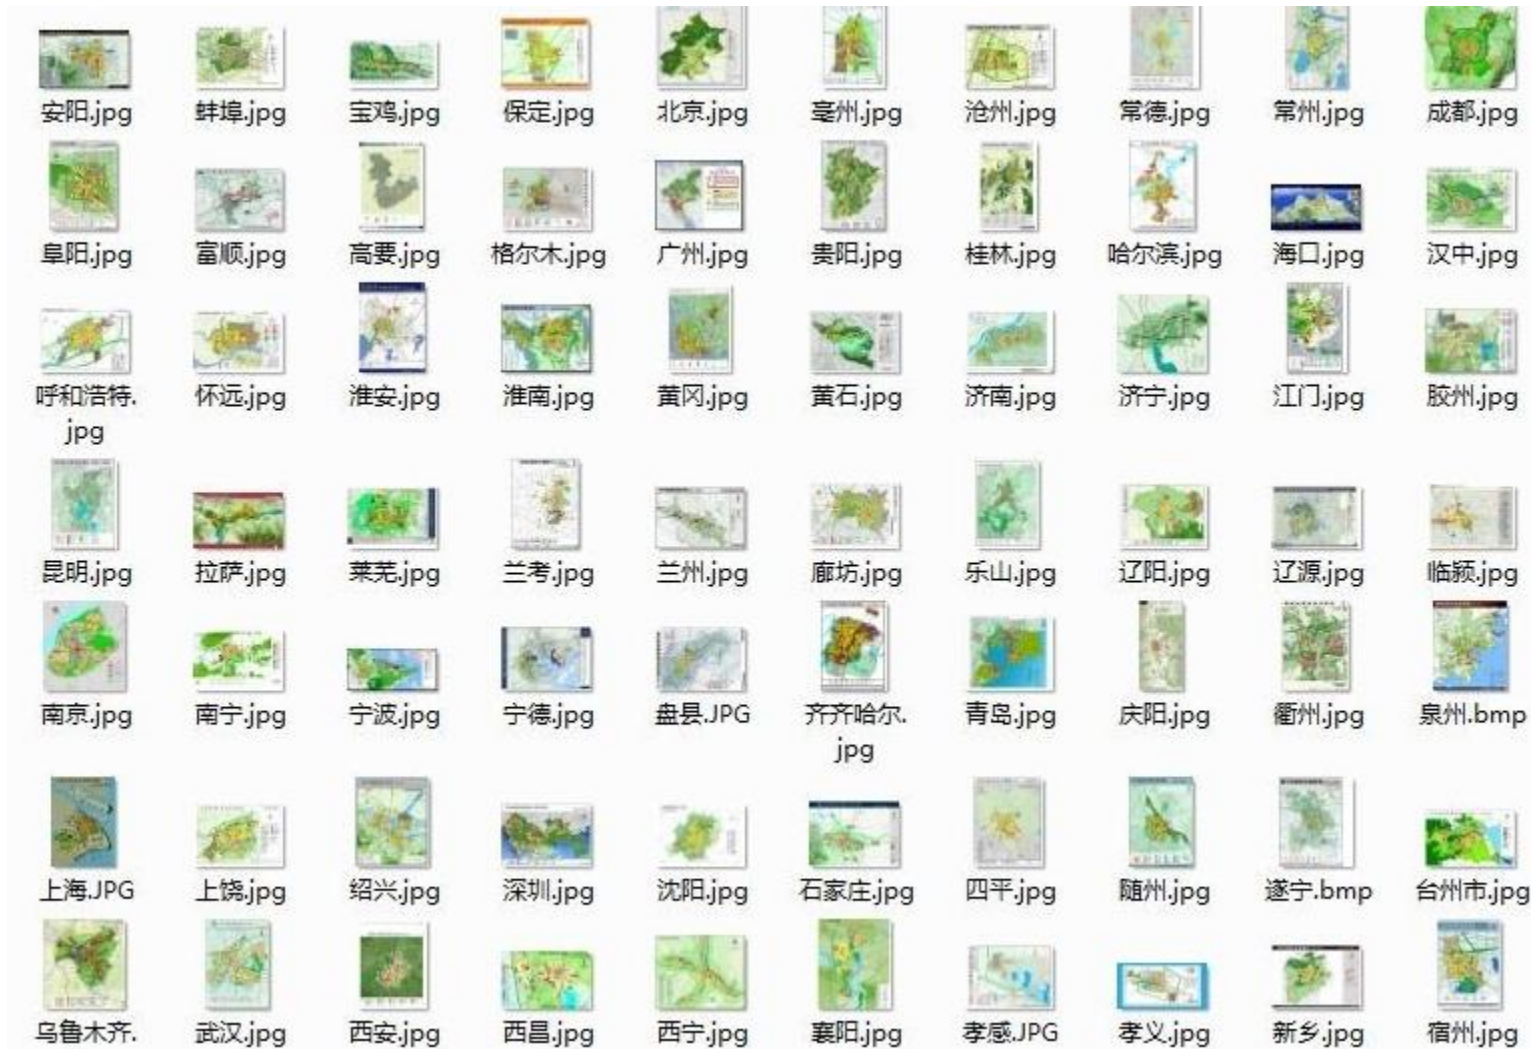 安阳.jpg 蚌埠.jpg 宝鸡.jpg 保定.jpg 北京.jpg 亳州.jpg 沧州.jpg 常德.jpg 常州.jpg 成都.jpg
阜阳.jpg 富顺.jpg 高要.jpg 格尔木.jpg 广州.jpg 贵阳.jpg 桂林.jpg 哈尔滨.jpg 海口.jpg 汉中.jpg
呼和浩特. 怀远.jpg 淮安.jpg 淮南.jpg 黄冈.jpg 黄石.jpg 济南.jpg 济宁.jpg 江门.jpg 胶州.jpg
jpg
昆明.jpg 拉萨.jpg 莱芜.jpg 兰考.jpg 兰州.jpg 廊坊.jpg 乐山.jpg 辽阳.jpg 辽源.jpg 临颍.jpg
南京.jpg 南宁.jpg 宁波.jpg 宁德.jpg 盘县.JPG 齐齐哈尔. 青岛.jpg 庆阳.jpg 衢州.jpg 泉州.bmp
jpg
上海.JPG 上饶.jpg 绍兴.jpg 深圳.jpg 沈阳.jpg 石家庄.jpg 四平.jpg 随州.jpg 遂宁.bmp 台州市.jpg
乌鲁木齐. 武汉.jpg 西安.jpg 西昌.jpg 西宁.jpg 襄阳.jpg 孝感.JPG 孝义.jpg 新乡.jpg 宿州.jpg